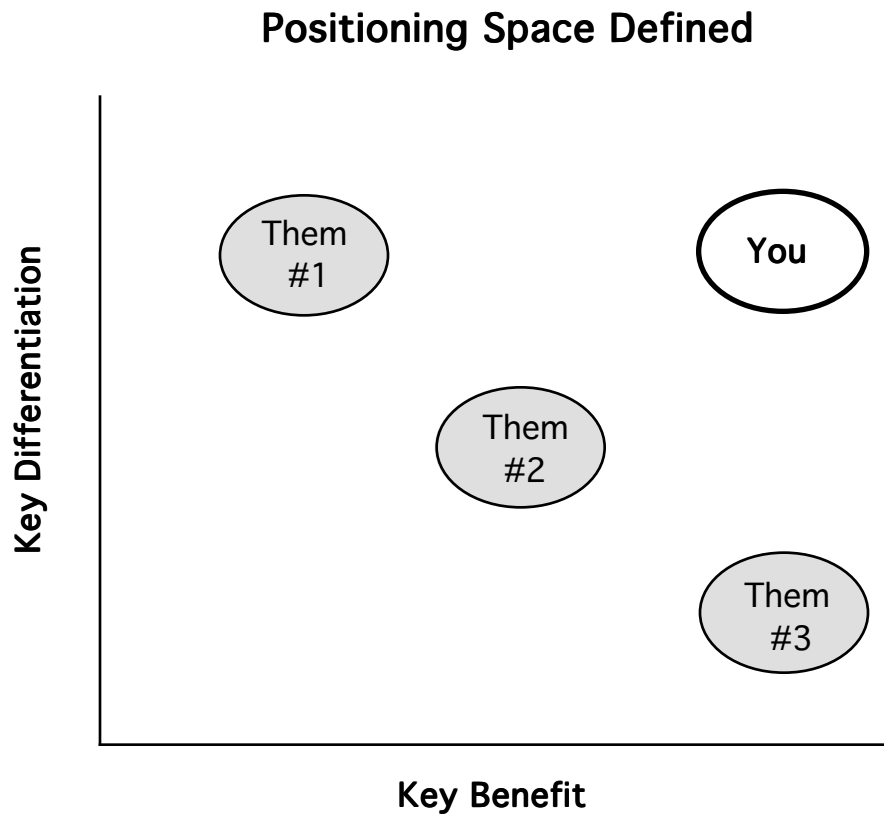 Positioning Space Defined
Key Differentiation
Them
#1
You
Them
#2
Them
#3
Key Benefit